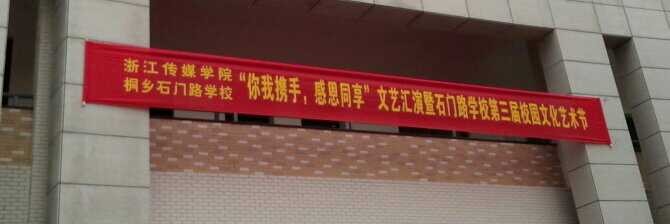 浙江传媒学院
桐乡石门路学校
“你我携手,感恩同享”文艺汇演暨石门路学校第三届校园文化艺术节